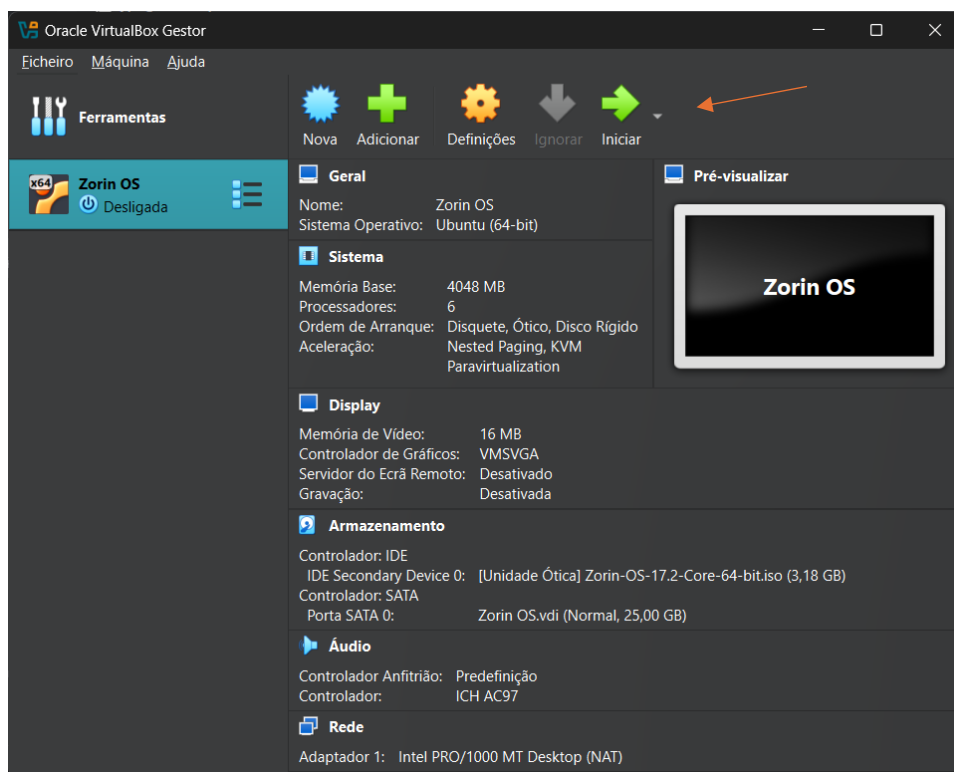 Oracle VirtualBox Gestor
Ficheiro Máquina Ajuda
Ferramentas
Nova Adicionar Definições Ignorar Iniciar
x64
Zorin OS
Desligada
Geral
Nome: Zorin OS
Sistema Operativo: Ubuntu (64-bit)
Pré-visualizar
Zorin OS
Sistema
Memória Base: 4048 MB
Processadores: 6
Ordem de Arranque: Disquete, Ótico, Disco Rígido
Aceleração: Nested Paging, KVM
Paravirtualization
Display
Memória de Vídeo: 16 MB
Controlador de Gráficos: VMSVGA
Servidor do Ecrã Remoto: Desativado
Gravação: Desativada
Armazenamento
Controlador: IDE
IDE Secondary Device 0: [Unidade Ótica] Zorin-OS-17.2-Core-64-bit.iso (3,18 GB)
Controlador: SATA
Porta SATA 0: Zorin OS.vdi (Normal, 25,00 GB)
Áudio
Controlador Anfitrião: Predefinição
Controlador: ICH AC97
Rede
Adaptador 1: Intel PRO/1000 MT Desktop (NAT)